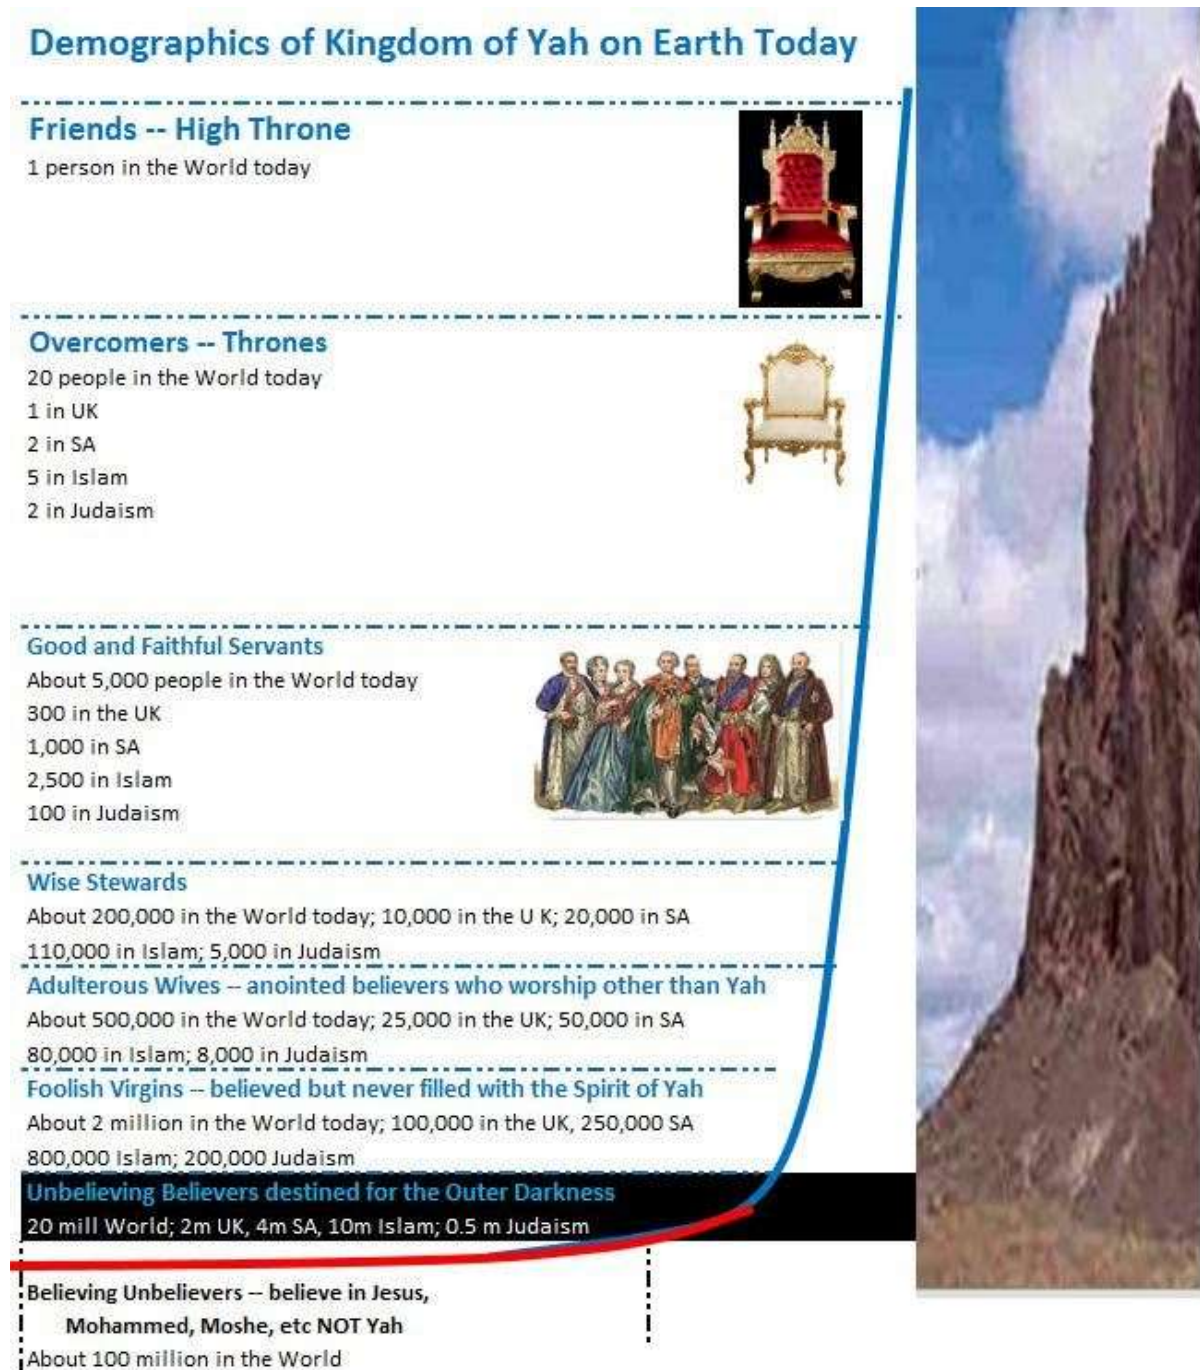 Demographics of Kingdom of Yah on Earth Today
Friends -- High Throne
1 person in the World today
Overcomers -- Thrones
20 people in the World today
1 in UK
2 in SA
5 in Islam
2 in Judaism
Good and Faithful Servants
About 5,000 people in the World today
300 in the UK
1,000 in SA
2,500 in Islam
100 in Judaism
Wise Stewards
About 200,000 in the World today; 10,000 in the U K; 20,000 in SA
110,000 in Islam; 5,000 in Judaism
Adulterous Wives -- anointed believers who worship other than Yah
About 500,000 in the World today; 25,000 in the UK; 50,000 in SA
80,000 in Islam; 8,000 in Judaism
Foolish Virgins -- believed but never filled with the Spirit of Yah
About 2 million in the World today; 100,000 in the UK, 250,000 SA
800,000 Islam; 200,000 Judaism
Unbelieving Believers destined for the Outer Darkness
20 mill World; 2m UK, 4m SA, 10m Islam; 0.5 m Judaism
Believing Unbelievers -- believe in Jesus,
Mohammed, Moshe, etc NOT Yah
About 100 million in the World